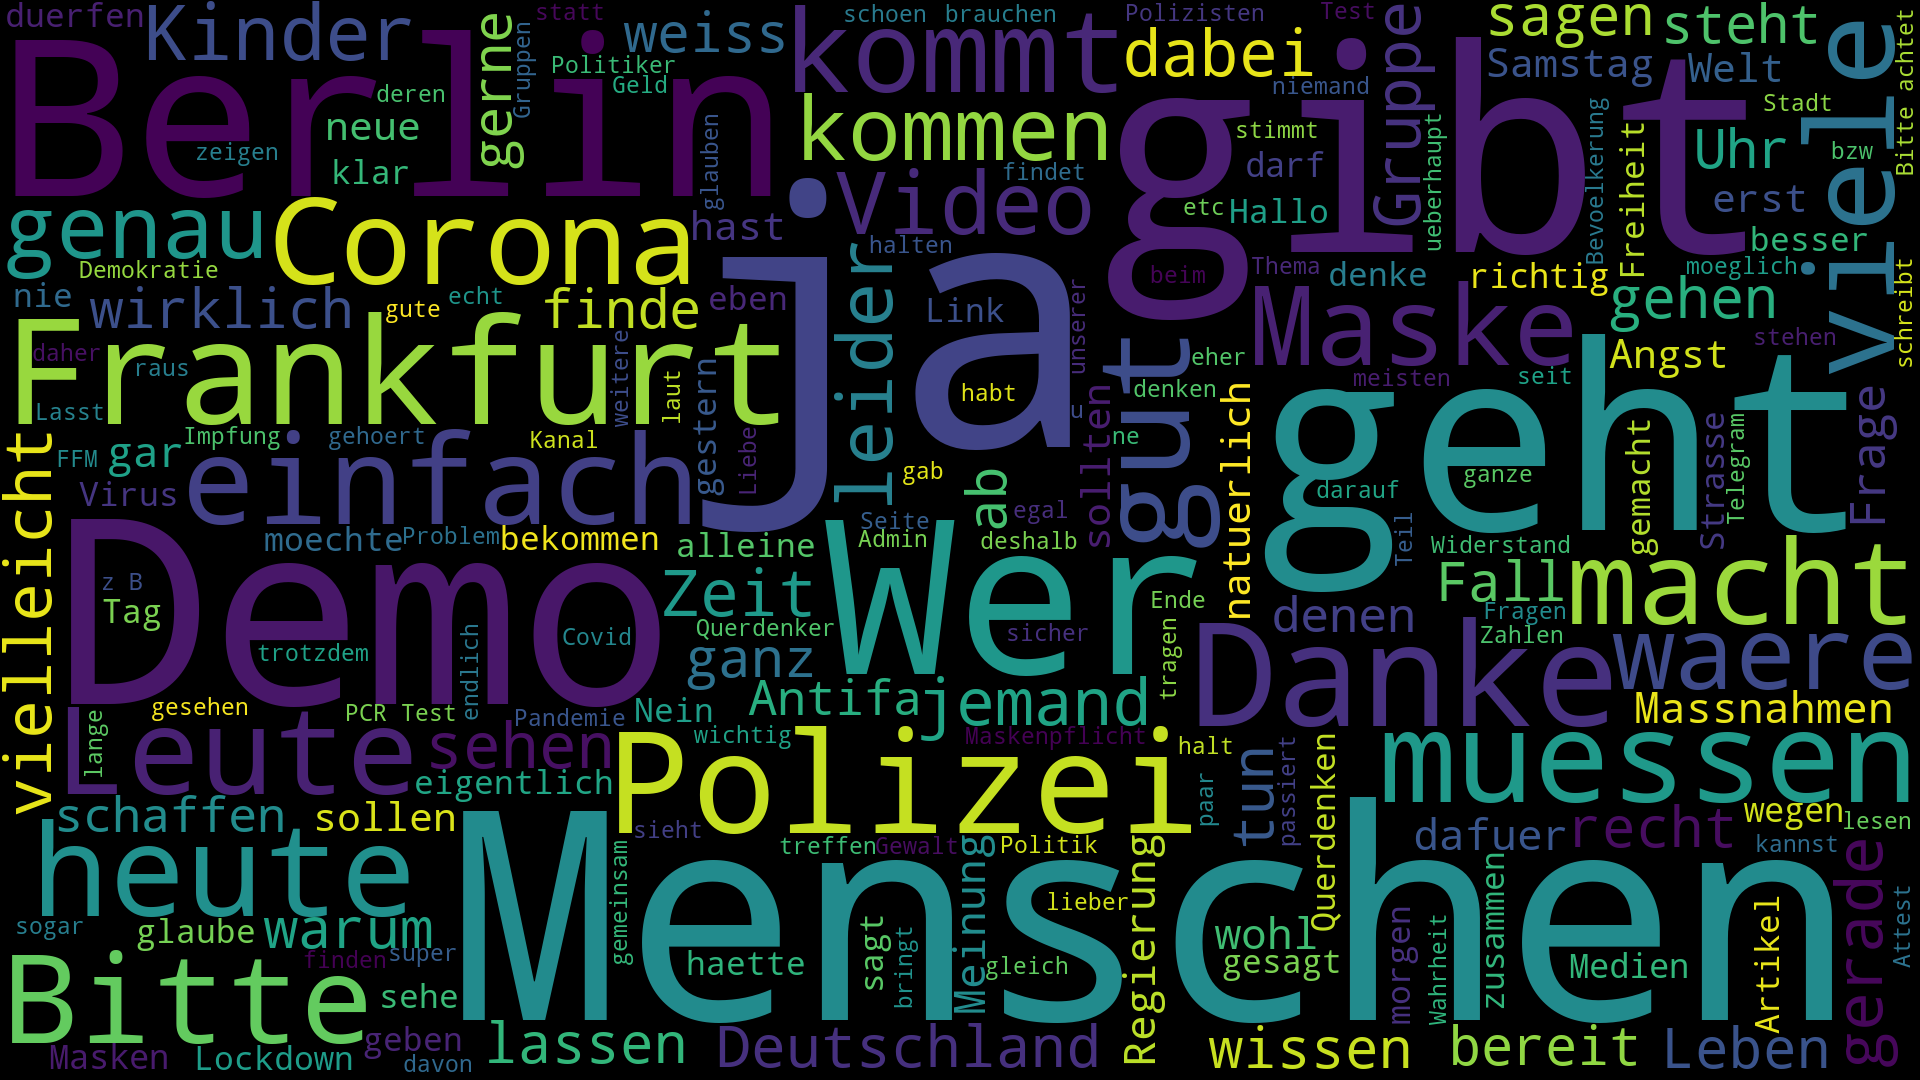 duerfen
Kinder
statt
Gruppen
gerne
weiss
Politiker
Geld
kommt
schoen
brauchen
Polizisten
Test
dabei
niemand
Gruppe
sagen
steht
Samstag
Welt
viele
Bitte achtet
Berlin
deren
neue
zeigen
klar
glauben
kommen
gibt
stimmt
darf
ueberhaupt
Bevoelkerung
Freiheit
Stadt
Uhr
bzw
erst
genau
Corona
hast
Video
findet
etc
Hallo
besser
Demokratie
halten
beim
Thema
denke
richtig
moeglich
gehen
schreibt
nie
wirklich
gute
echt
finde
eben
ja
leider
Link
unserer
Maske
stehen
Frankfurt
daher
raus
weitere
laut
gut
eher
Angst
meisten
seit
Lasst
habt
u
denken
natuerlich
geht
vielleicht
FFM
gar
Impfung
gehoert
Kanal
gestern
Liebe
sollten
ne
gemacht
Strasse
Telegram
Frage
Virus
einfach
gab
ab
ganze
darauf
egal
moechte
Problem
bekommen
alleine
Seite
Admin
deshalb
Teil
Widerstand
Demo
z B
Tag
Covid
trotzdem
endlich
Zeit
Wer
Ende
Fall
macht
Querdenker
sicher
tragen
denen
Fragen
Zahlen
ganz
Danke
waere
gesehen
PCR Test
Pandemie
Nein
Antifa
jemand
Massnahmen
lange
Leute
sehen
wichtig
Maskenpflicht
halt
eigentlich
Polizei
paar
tun
passiert
Querdenken
muessen
schaffen
sollen
sieht
treffen
Gewalt
Politik
dafuer
recht
wegen
lesen
kannst
heute
gemeinsam
Menschen
Meinung
lieber
Regierung
gerade
sogar
glaube
warum
finden
super
haette
sagt
bringt
gleich
wohl
gesagt
morgen
Wahrheit
zusammen
Medien
Artikel
Attest
Bitte
sehe
Masken
Lockdown
geben
davon
lassen
Deutschland
wissen
bereit
Leben